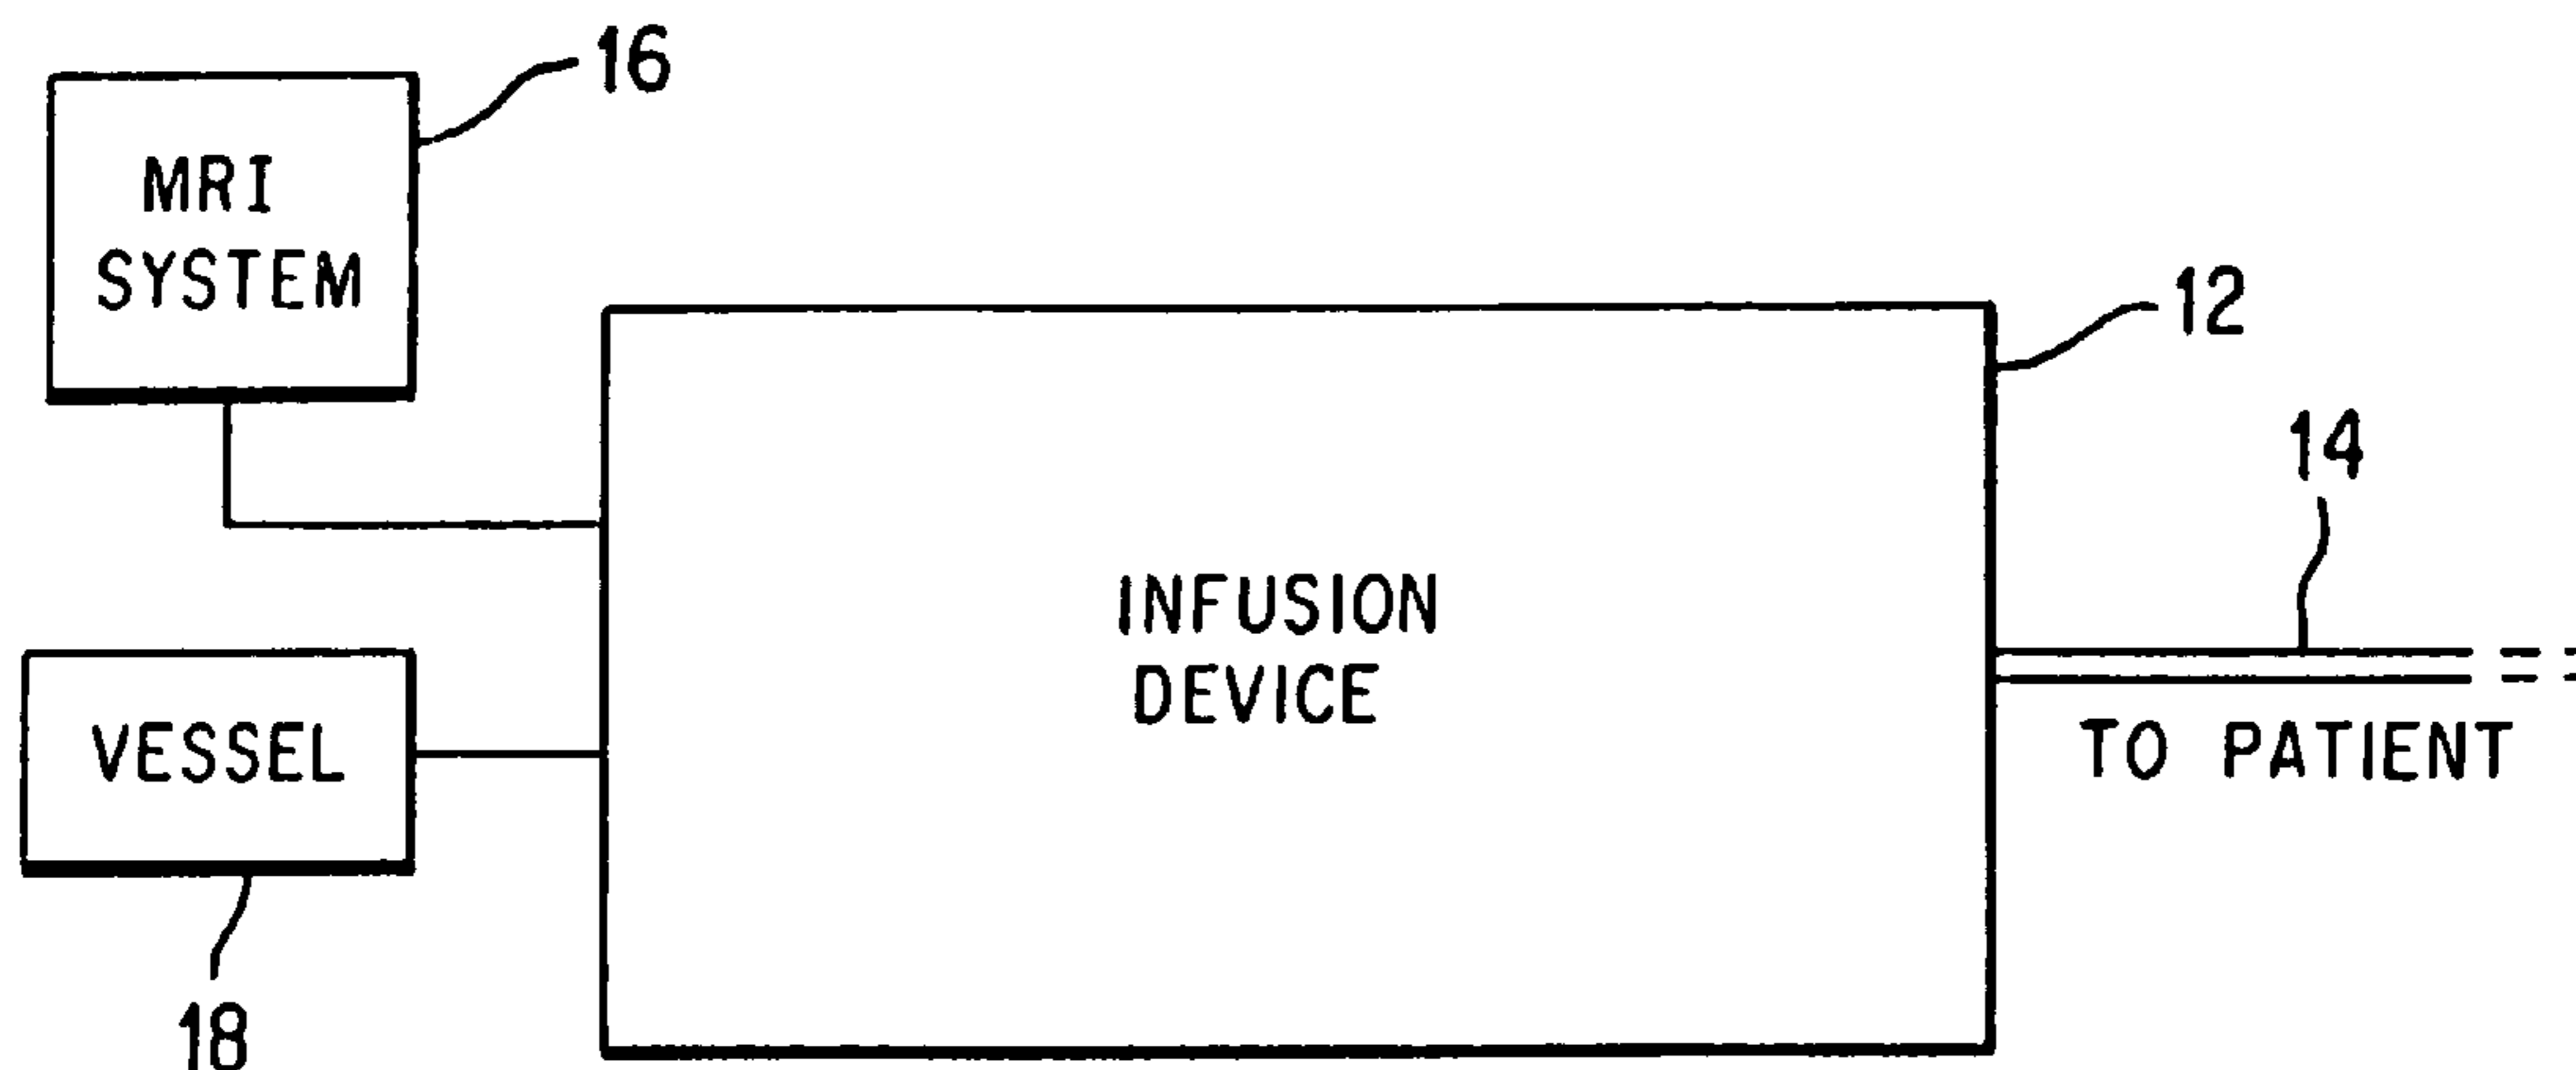 16
MRI
SYSTEM
12
14
INFUSION
DEVICE
VESSEL
TO PATIENT
18